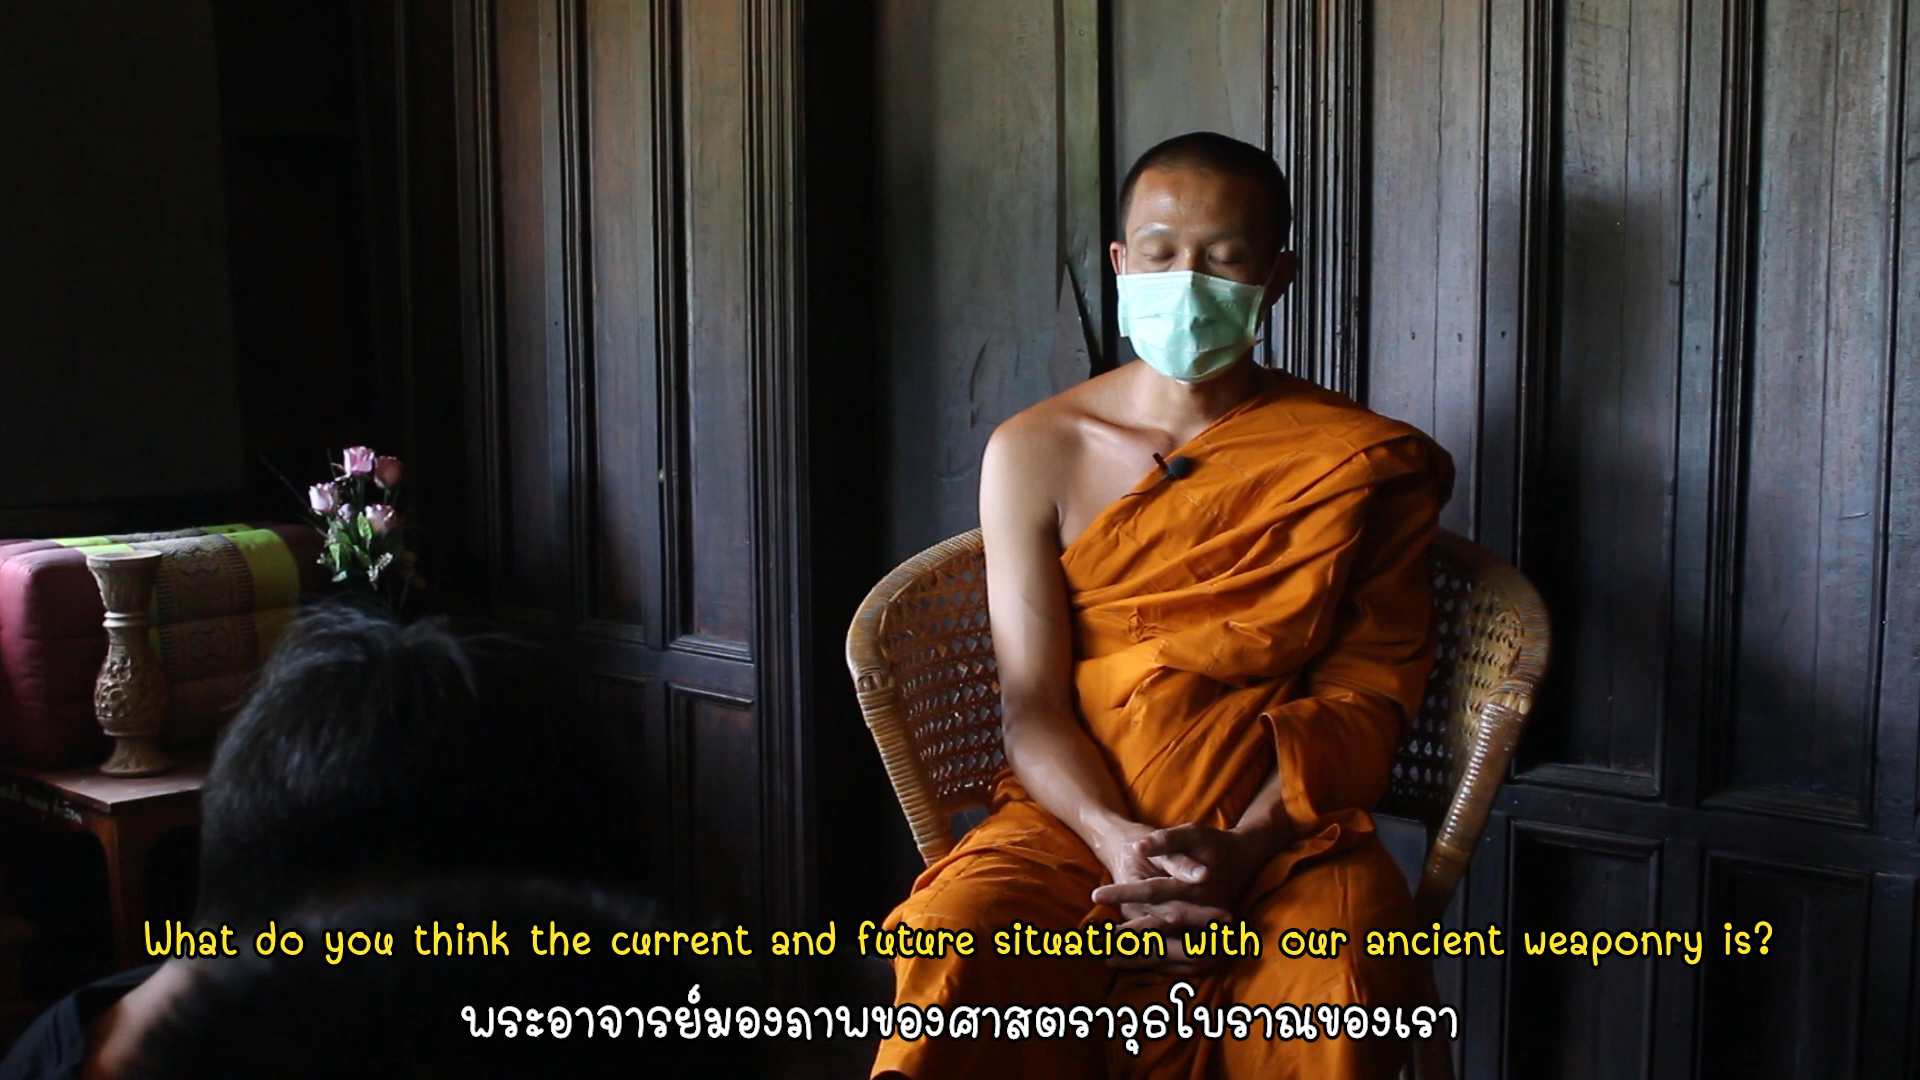 What do you think the current and future situation with our ancient weaponry is?
พระอาจารย์มองภาพของศาสตราวุธโบราณของเรา